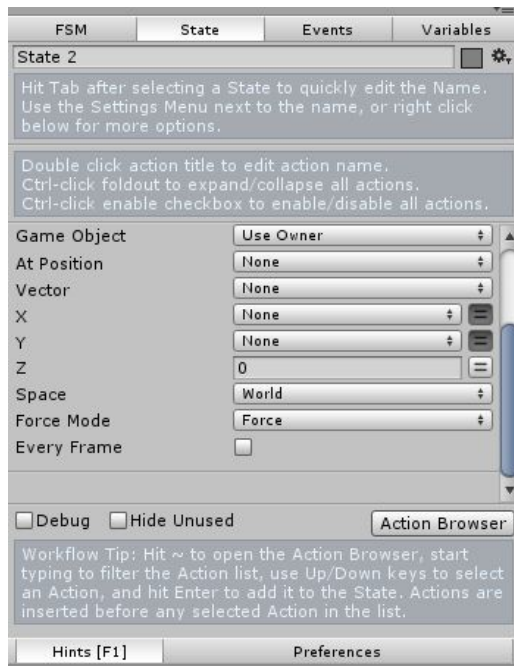 FSM State Events Variables
State 2
Hit Tab after selecting a State to quickly edit the Name.
Use the Settings Menu next to the name, or right click
below for more options.
Double click action title to edit action name.
Ctrl-click foldout to expand/collapse all actions.
Ctrl-click enable checkbox to enable/disable all actions.
Game Object Use Owner
At Position None
Vector None
X None
Y None
Z 0
Space World
Force Mode Force
Every Frame
Debug Hide Unused Action Browser
Workflow Tip: Hit ~ to open the Action Browser, start
typing to filter the Action list, use Up/Down keys to select
an Action, and hit Enter to add it to the State. Actions are
inserted before any selected Action in the list.
Hints [F1] Preferences